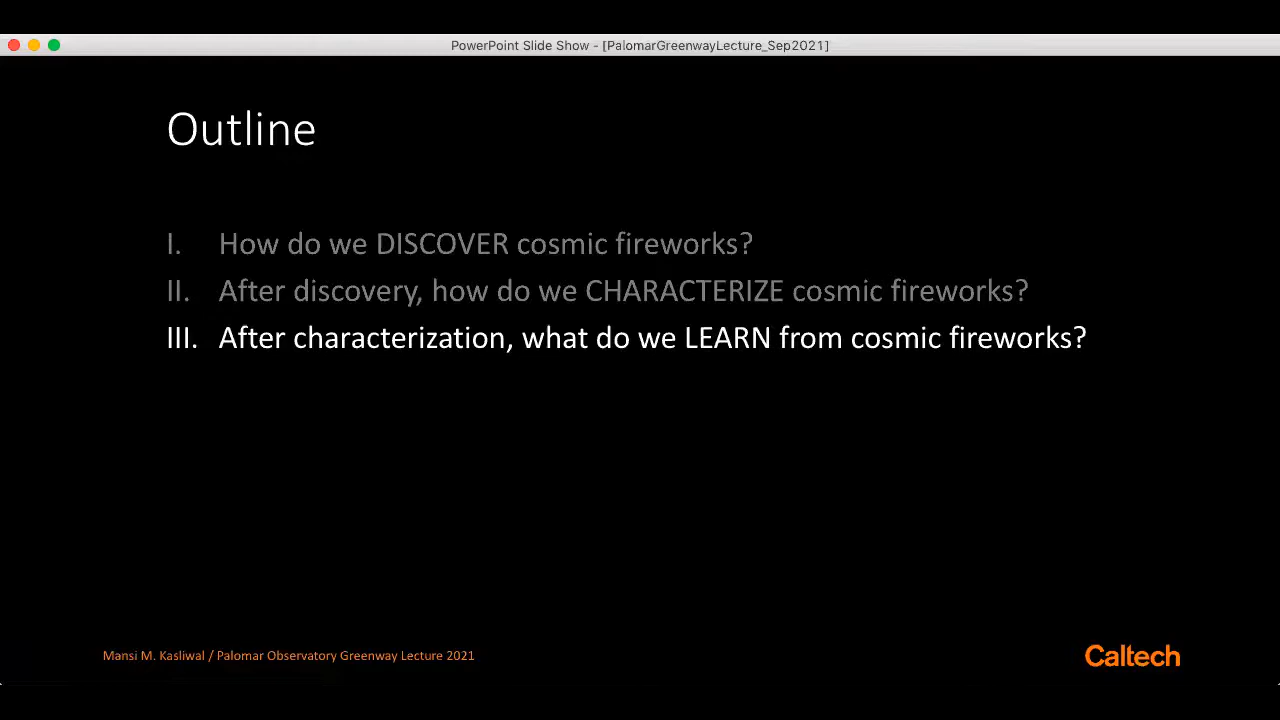 PowerPoint Slide Show - [PalomarGreenwayLecture_Sep2021]
Outline
I. How do we DISCOVER cosmic fireworks?
II. After discovery, how do we CHARACTERIZE cosmic fireworks?
III. After characterization, what do we LEARN from cosmic fireworks?
Mansi M. Kasliwal / Palomar Observatory Greenway Lecture 2021
Caltech